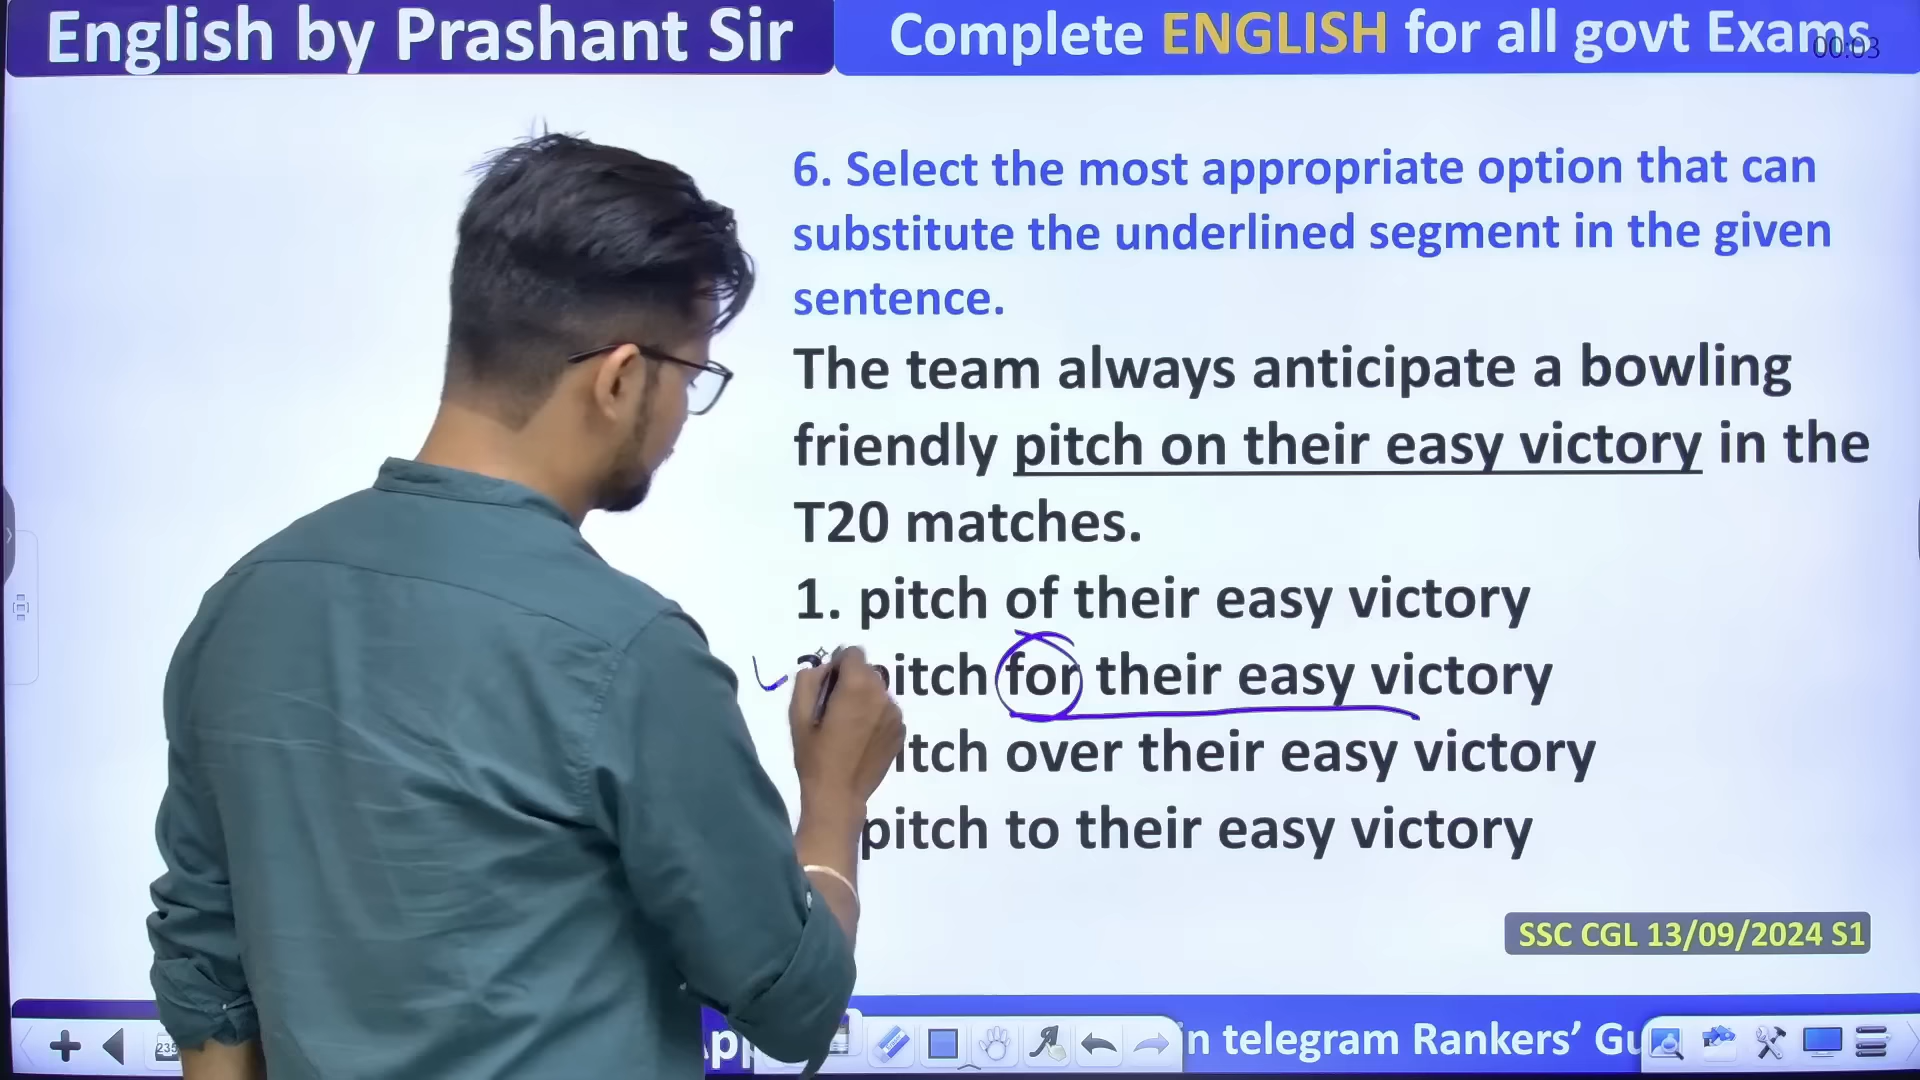 English by Prashant Sir
Complete ENGLISH for all govt Exams
00:03
6. Select the most appropriate option that can
substitute the underlined segment in the given
sentence.
The team always anticipate a bowling
friendly pitch on their easy victory in the
T20 matches.
1. pitch of their easy victory
pitch for their easy victory
pitch over their easy victory
pitch to their easy victory
SSC CGL 13/09/2024 S1
235
in telegram Rankers’ Gu